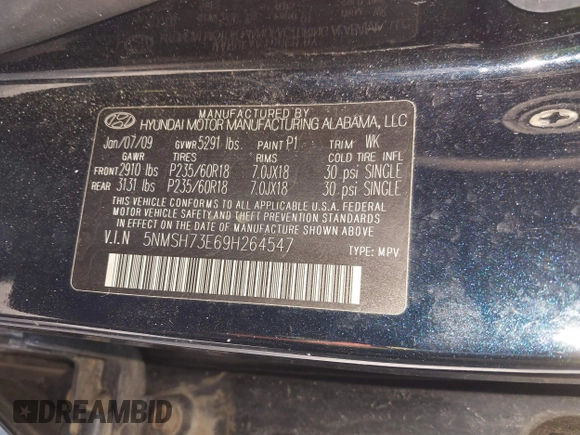 MANUFACTURED BY
HYUNDAI MOTOR MANUFACTURING ALABAMA, LLC
Jan/07/09 GVWR 5291 lbs. PAINT P1 TRIM WK
GAWR TIRES RIMS COLD TIRE INFL
FRONT 2910 lbs P235/60R18 7.0JX18 30 psi SINGLE
REAR 3131 lbs P235/60R18 7.0JX18 30 psi SINGLE
THIS VEHICLE CONFORMS TO ALL APPLICABLE U.S.A. FEDERAL
MOTOR VEHICLE SAFETY AND THEFT PREVENTION STANDARDS
IN EFFECT ON THE DATE OF MANUFACTURE SHOWN ABOVE
V.I.N 5NMSH73E69H264547 TYPE: MPV
DREAMBID